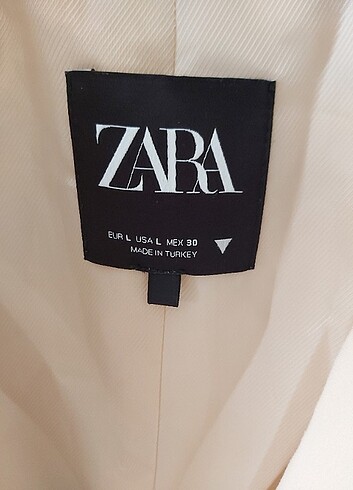 ZARA
EUR L USA L MEX 30
MADE IN TURKEY